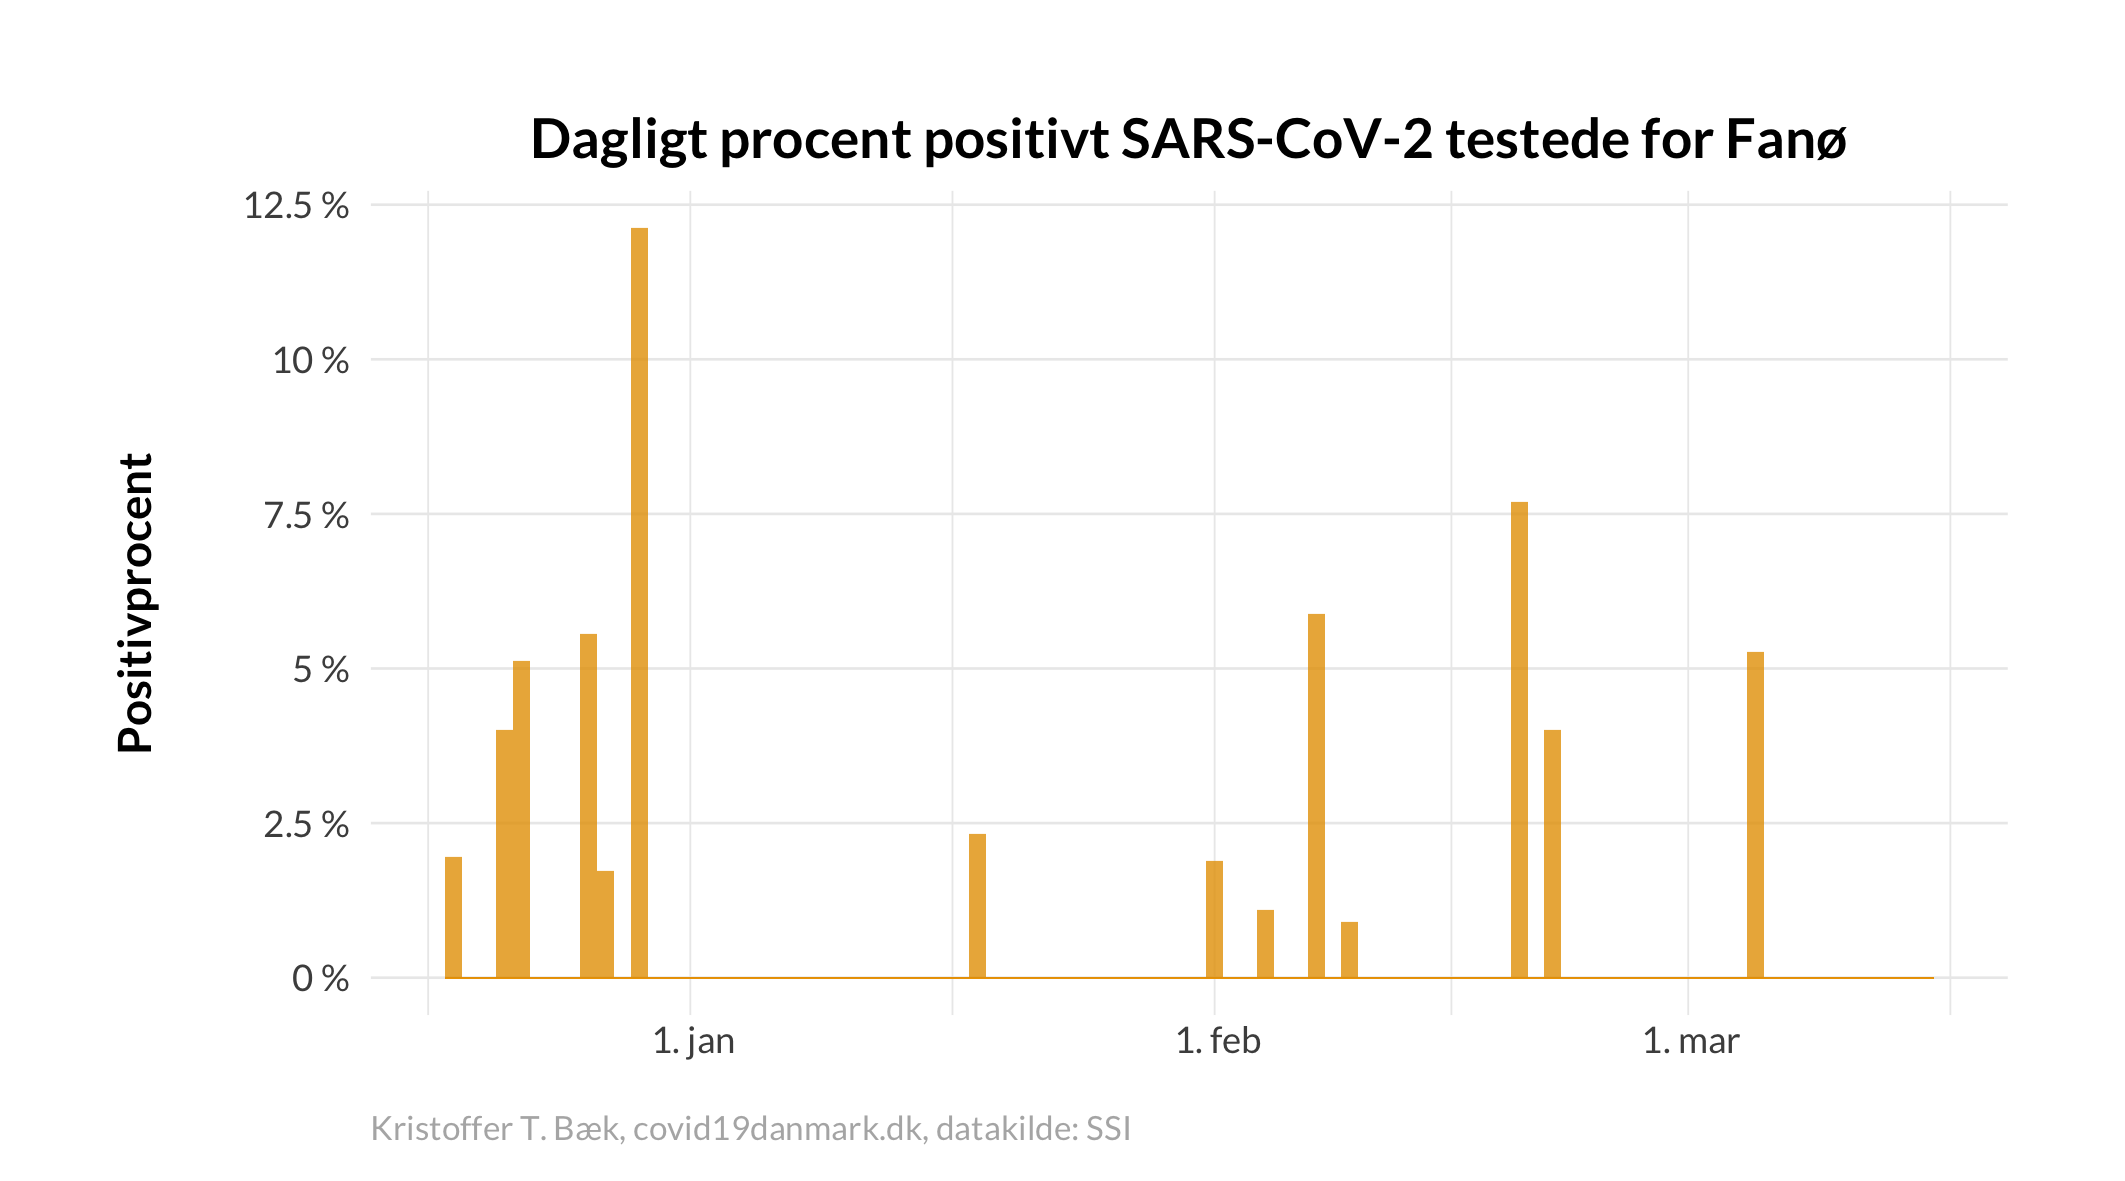 Dagligt procent positivt SARS-CoV-2 testede for Fanø
12.5 %
10 %
7.5 %
5 %
2.5 %
0 %
Positivprocent
1. jan
1. feb
1. mar
Kristoffer T. Bæk, covid19danmark.dk, datakilde: SSI